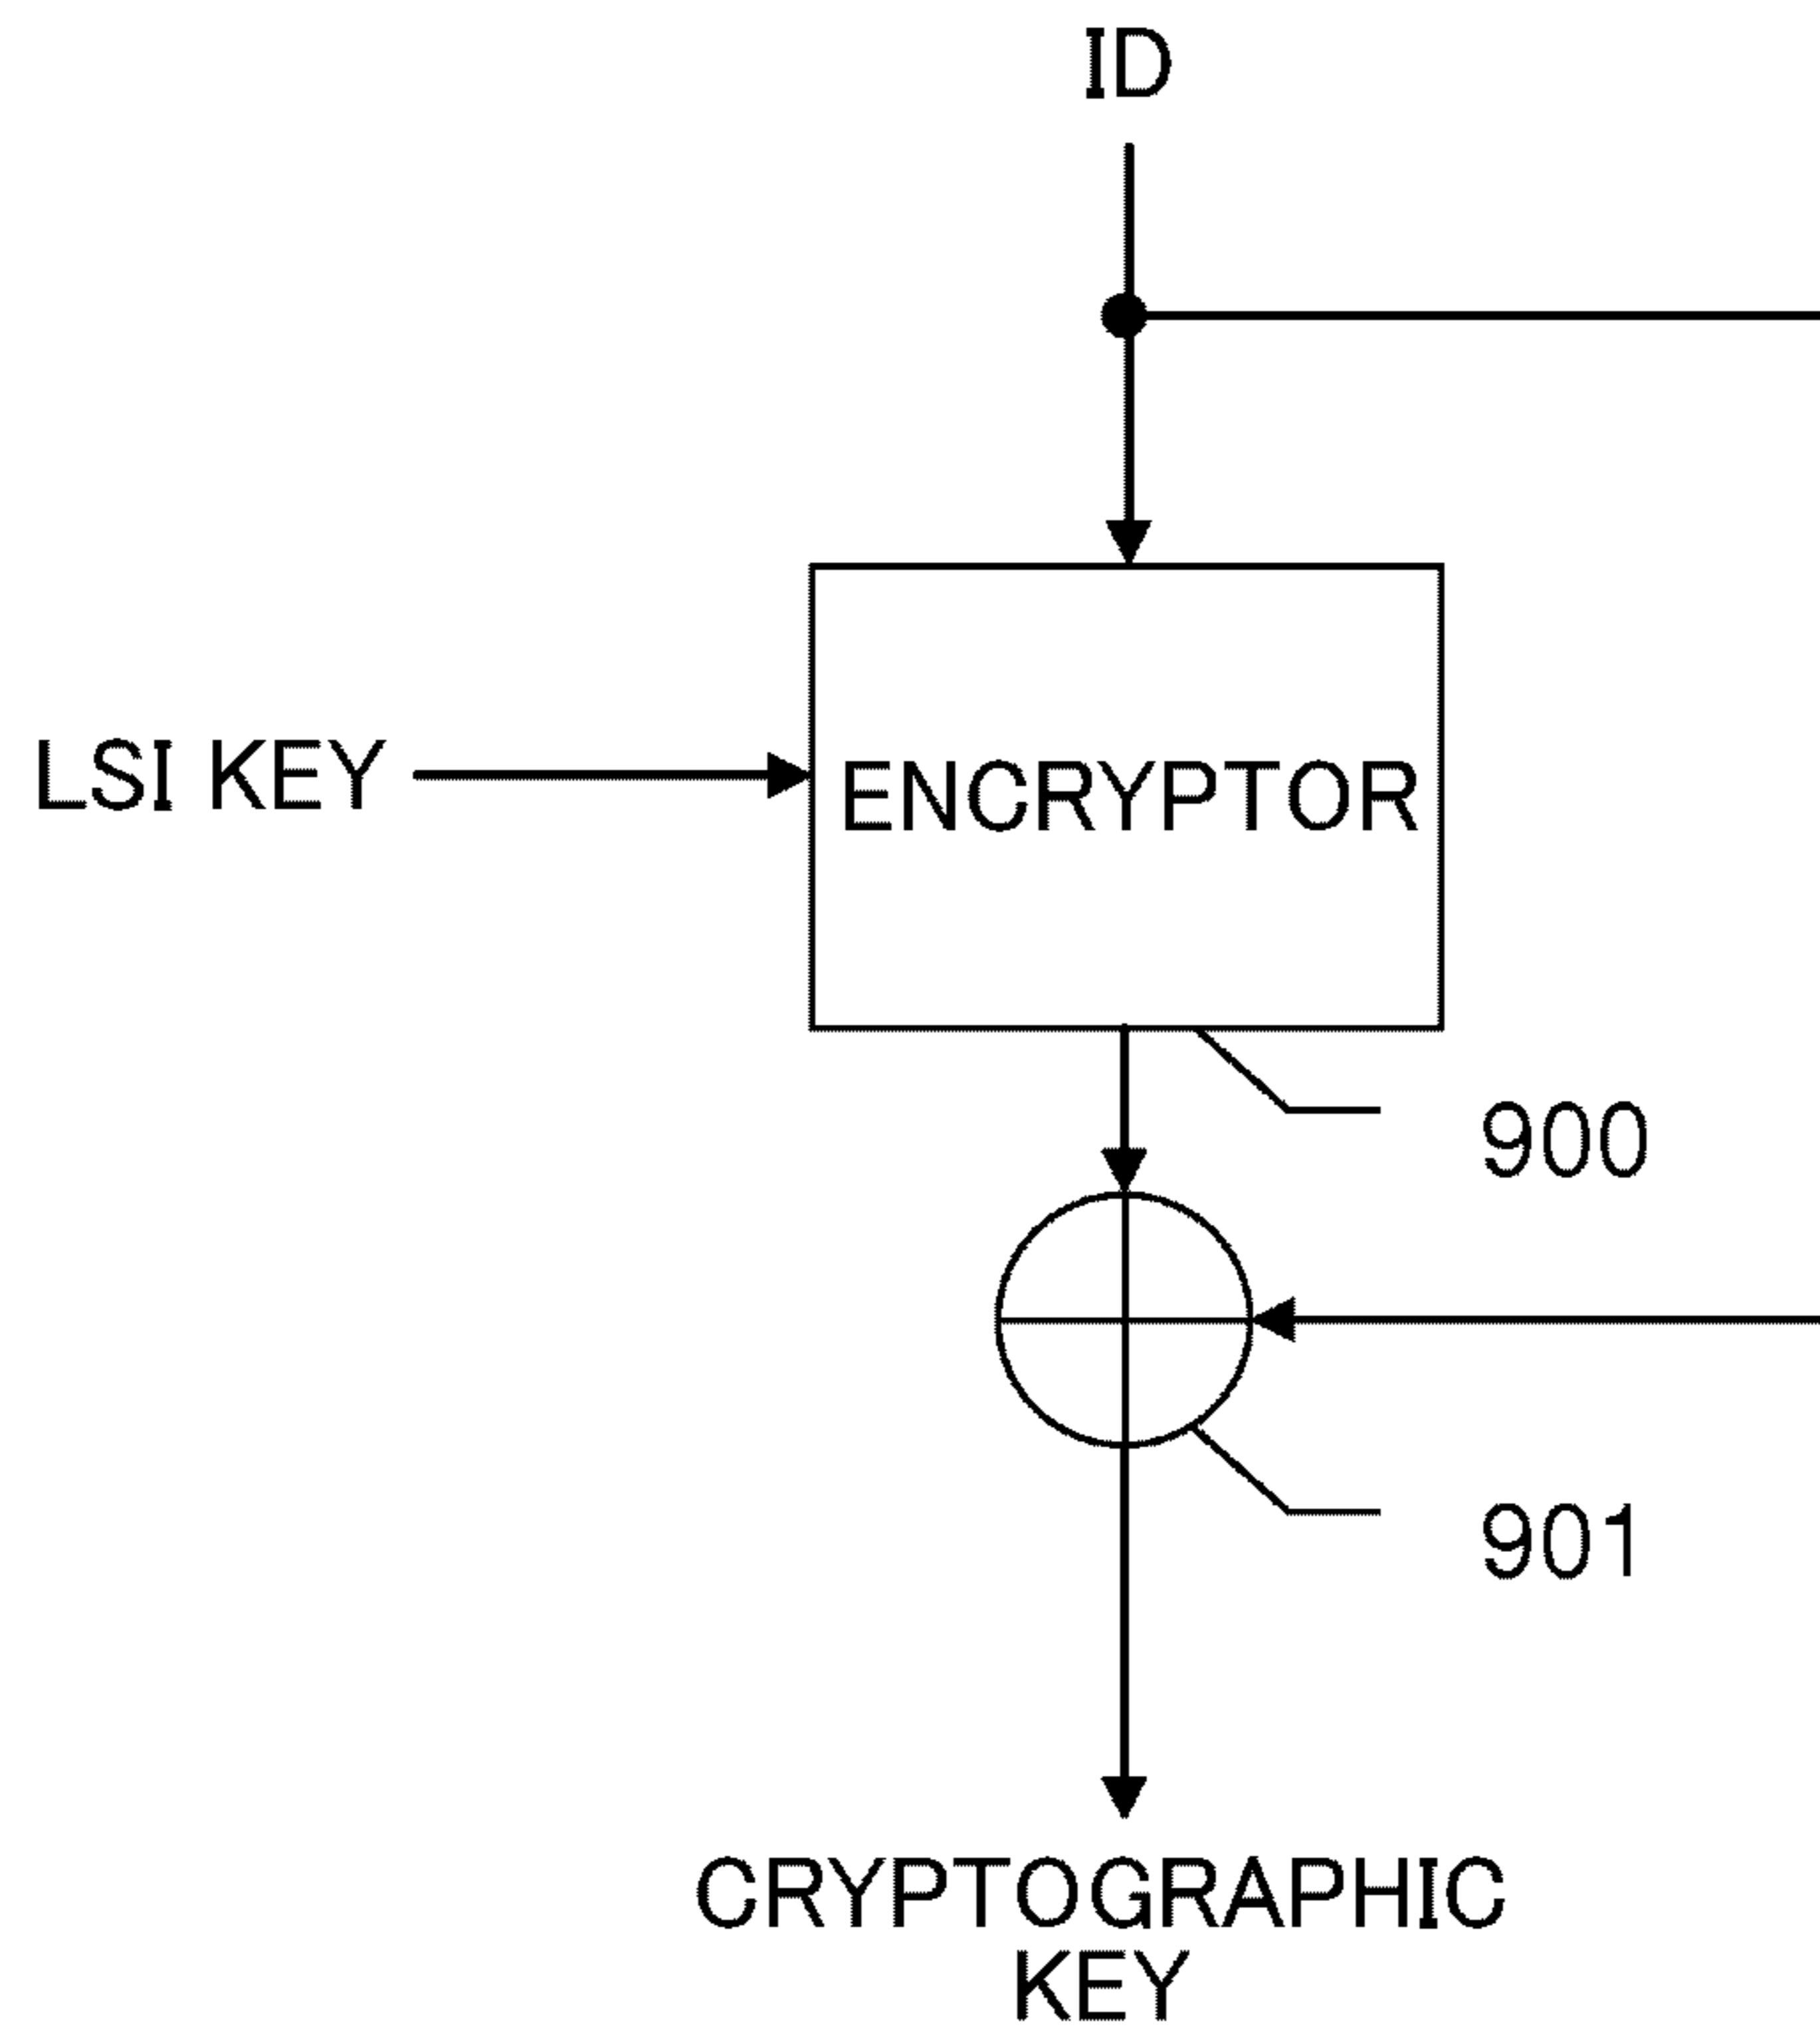 ID
LSI KEY
ENCRYPTOR
900
901
CRYPTOGRAPHIC
KEY